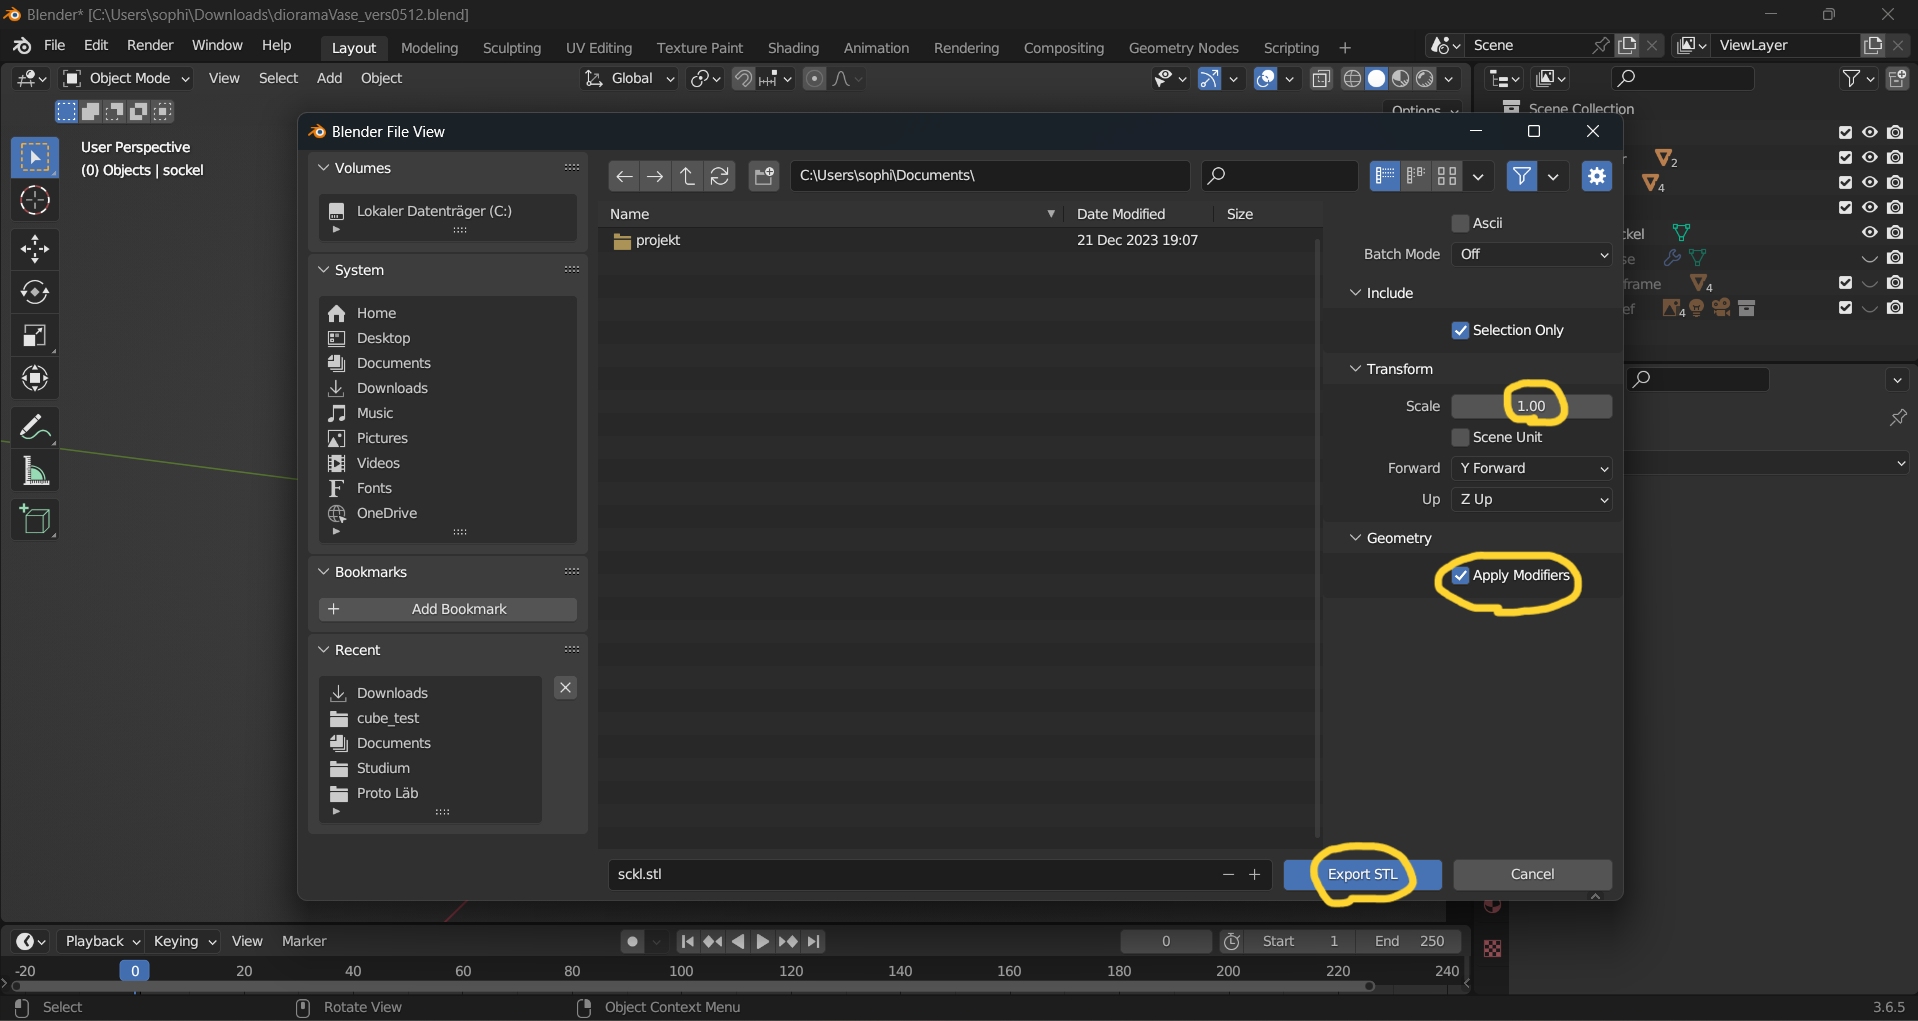 Blender* [C:\Users\sophi\Downloads\dioramaVase_vers0512.blend]
File Edit Render Window Help Layout Modeling Sculpting UV Editing Texture Paint Shading Animation Rendering Compositing Geometry Nodes Scripting + Scene ViewLayer
Object Mode View Select Add Object Global
Options
Scene Collection
User Perspective
(0) Objects | sockel
Blender File View
Volumes
Lokaler Datenträger (C:)
System
Home
Desktop
Documents
Downloads
Music
Pictures
Videos
Fonts
OneDrive
Bookmarks
Add Bookmark
Recent
Downloads
cube_test
Documents
Studium
Proto Läb
C:\Users\sophi\Documents\
Name Date Modified Size
projekt 21 Dec 2023 19:07
Ascii
Batch Mode Off
Include
Selection Only
Transform
Scale 1.00
Scene Unit
Forward Y Forward
Up Z Up
Geometry
Apply Modifiers
sckl.stl
Export STL Cancel
r 2
4
kel
se
frame 4
ef 4
Playback Keying View Marker 0 Start 1 End 250
-20 0 20 40 60 80 100 120 140 160 180 200 220 240
Select Rotate View Object Context Menu 3.6.5